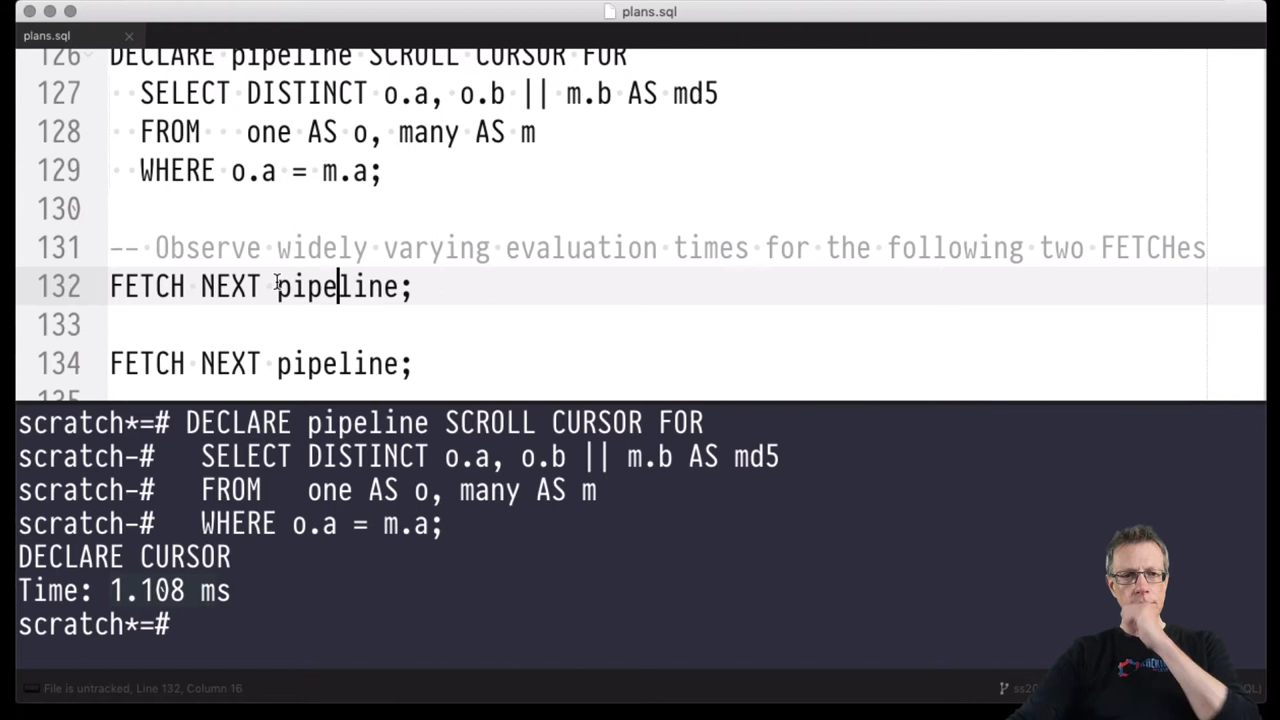 plans.sql
plans.sql
126 DECLARE pipeline SCROLL CURSOR FOR
127 SELECT DISTINCT o.a, o.b || m.b AS md5
128 FROM one AS o, many AS m
129 WHERE o.a = m.a;
130
131 -- Observe widely varying evaluation times for the following two FETCHes
132 FETCH NEXT pipeline;
133
134 FETCH NEXT pipeline;
135
scratch*=# DECLARE pipeline SCROLL CURSOR FOR
scratch-# SELECT DISTINCT o.a, o.b || m.b AS md5
scratch-# FROM one AS o, many AS m
scratch-# WHERE o.a = m.a;
DECLARE CURSOR
Time: 1.108 ms
scratch*=#
File is untracked, Line 132, Column 16